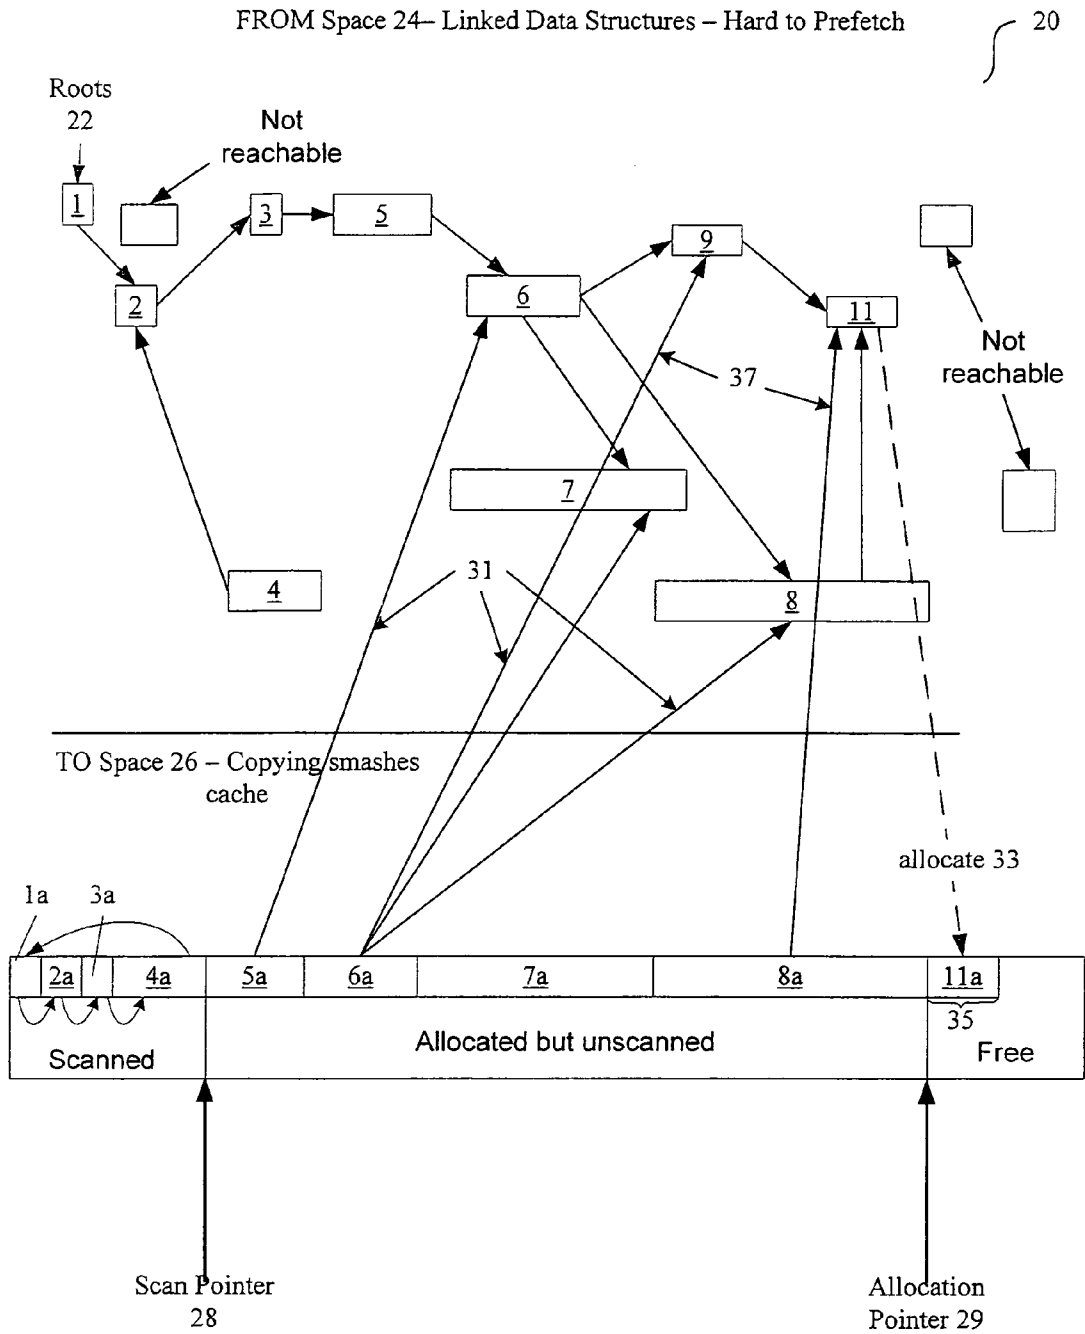 FROM Space 24– Linked Data Structures – Hard to Prefetch
20
Roots
22
Not
reachable
1
3
5
9
2
6
11
37
Not
reachable
7
31
4
8
TO Space 26 – Copying smashes
cache
allocate 33
1a
3a
2a
4a
5a
6a
7a
8a
11a
35
Scanned
Allocated but unscanned
Free
Scan Pointer
28
Allocation
Pointer 29